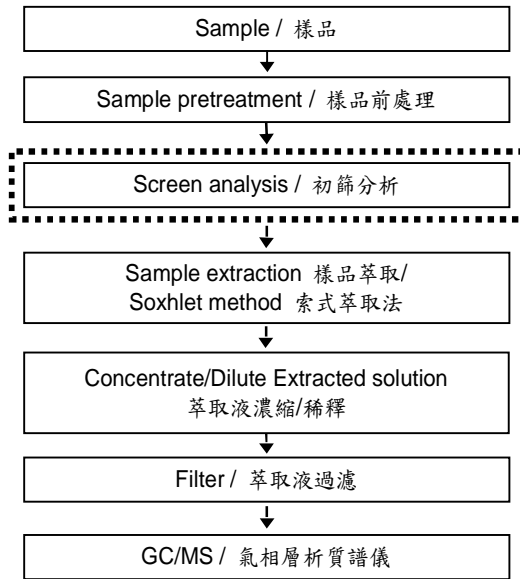 Sample / 樣品
Sample pretreatment / 樣品前處理
Screen analysis / 初篩分析
Sample extraction 樣品萃取/
Soxhlet method 索式萃取法
Concentrate/Dilute Extracted solution
萃取液濃縮/稀釋
Filter / 萃取液過濾
GC/MS / 氣相層析質譜儀